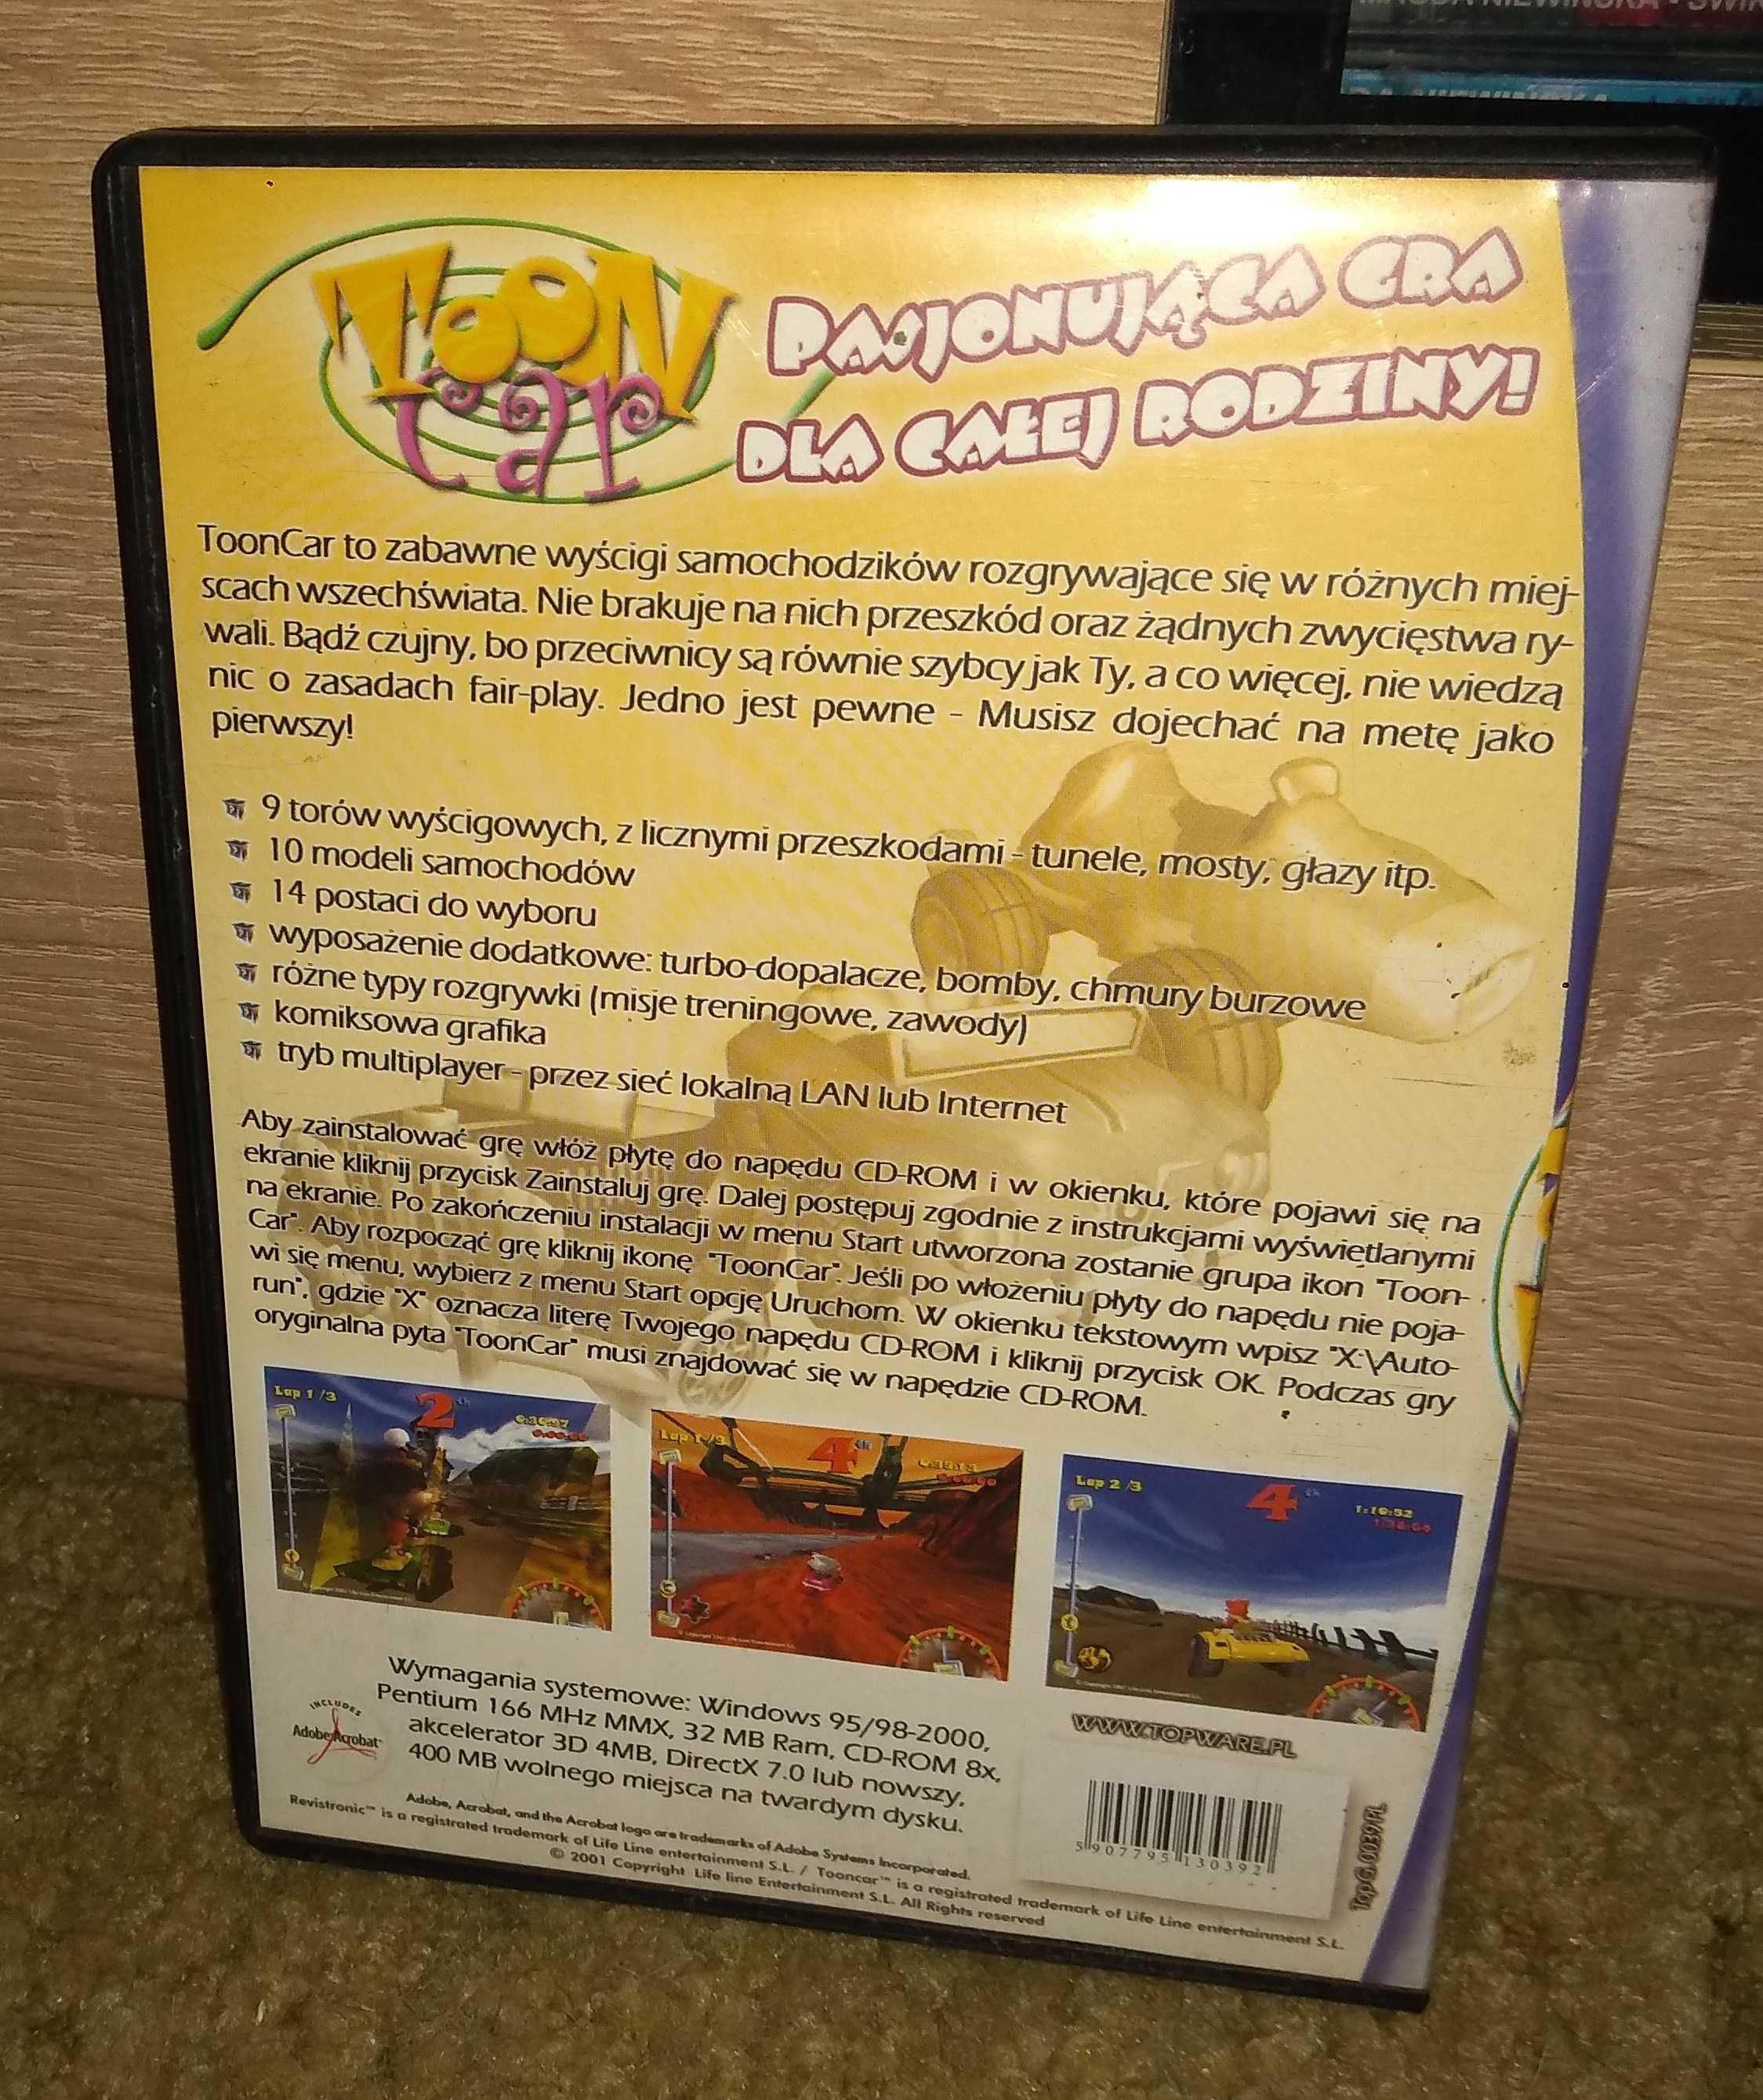 MAGDA NIEWIŃSKA -
TOON
car
PASJONUJĄCA GRA
DLA CAŁEJ RODZINY!
ToonCar to zabawne wyścigi samochodzików rozgrywające się w różnych miej-
scach wszechświata. Nie brakuje na nich przeszkód oraz żądnych zwycięstwa ry-
wali. Bądź czujny, bo przeciwnicy są równie szybcy jak Ty, a co więcej, nie wiedzą
nic o zasadach fair-play. Jedno jest pewne - Musisz dojechać na metę jako
pierwszy!
9 torów wyścigowych, z licznymi przeszkodami - tunele, mosty, głazy itp.
10 modeli samochodów
14 postaci do wyboru
wyposażenie dodatkowe: turbo-dopalacze, bomby, chmury burzowe
różne typy rozgrywki (misje treningowe, zawody)
komiksowa grafika
tryb multiplayer - przez sieć lokalną LAN lub Internet
Aby zainstalować grę włóż płytę do napędu CD-ROM i w okienku, które pojawi się na
ekranie kliknij przycisk Zainstaluj grę. Dalej postępuj zgodnie z instrukcjami wyświetlanymi
na ekranie. Po zakończeniu instalacji w menu Start utworzona zostanie grupa ikon "Toon-
Car". Aby rozpocząć grę kliknij ikonę "ToonCar". Jeśli po włożeniu płyty do napędu nie poja-
wi się menu, wybierz z menu Start opcję Uruchom. W okienku tekstowym wpisz "X:\Auto-
run", gdzie "X" oznacza literę Twojego napędu CD-ROM i kliknij przycisk OK. Podczas gry
oryginalna pyta "ToonCar" musi znajdować się w napędzie CD-ROM.
Lap 1/3 2
Lap 1/3 4th
Lap 2/3 4 1:10:52
Wymagania systemowe: Windows 95/98-2000,
Pentium 166 MHz MMX, 32 MB Ram, CD-ROM 8x,
akcelerator 3D 4MB, DirectX 7.0 lub nowszy,
400 MB wolnego miejsca na twardym dysku.
INCLUDES
Adobe Acrobat
WWW.TOPWARE.PL
5 907795 130392
TopG 0039 PL
Adobe, Acrobat, and the Acrobat logo are trademarks of Adobe Systems Incorporated.
Revistronic™ is a registrated trademark of Life Line entertainment S.L. / Tooncar™ is a registrated trademark of Life Line entertainment S.L.
© 2001 Copyright Life line Entertainment S.L. All Rights reserved